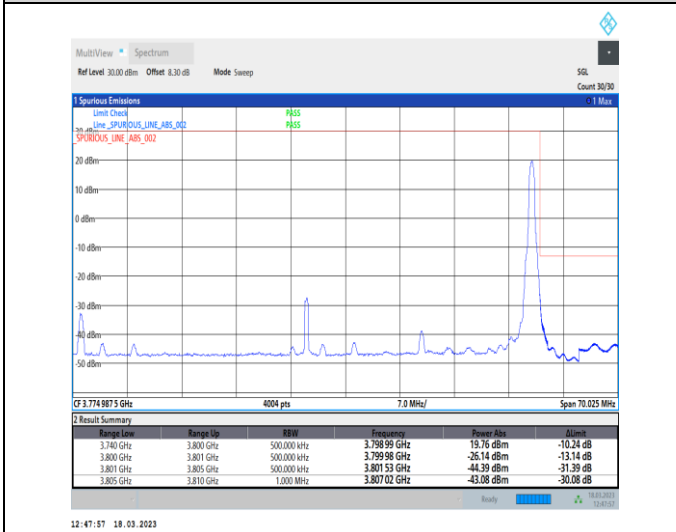 MultiView Spectrum
Ref Level 30.00 dBm Offset 8.30 dB Mode Sweep SGL
Count 30/30
1 Spurious Emissions 1 Max
Limit Check PASS
Line _SPURIOUS_LINE_ABS_002 PASS
30 dBm
SPURIOUS_LINE_ABS_002
20 dBm
10 dBm
0 dBm
-10 dBm
-20 dBm
-30 dBm
-40 dBm
-50 dBm
CF 3.774 987 5 GHz 4004 pts 7.0 MHz/ Span 70.025 MHz
2 Result Summary
Range Low Range Up RBW Frequency Power Abs ΔLimit
3.740 GHz 3.800 GHz 500.000 kHz 3.798 99 GHz 19.76 dBm -10.24 dB
3.800 GHz 3.801 GHz 500.000 kHz 3.799 98 GHz -26.14 dBm -13.14 dB
3.801 GHz 3.805 GHz 500.000 kHz 3.801 53 GHz -44.39 dBm -31.39 dB
3.805 GHz 3.810 GHz 1.000 MHz 3.807 02 GHz -43.08 dBm -30.08 dB
Ready 18.03.2023
12:47:57
12:47:57 18.03.2023